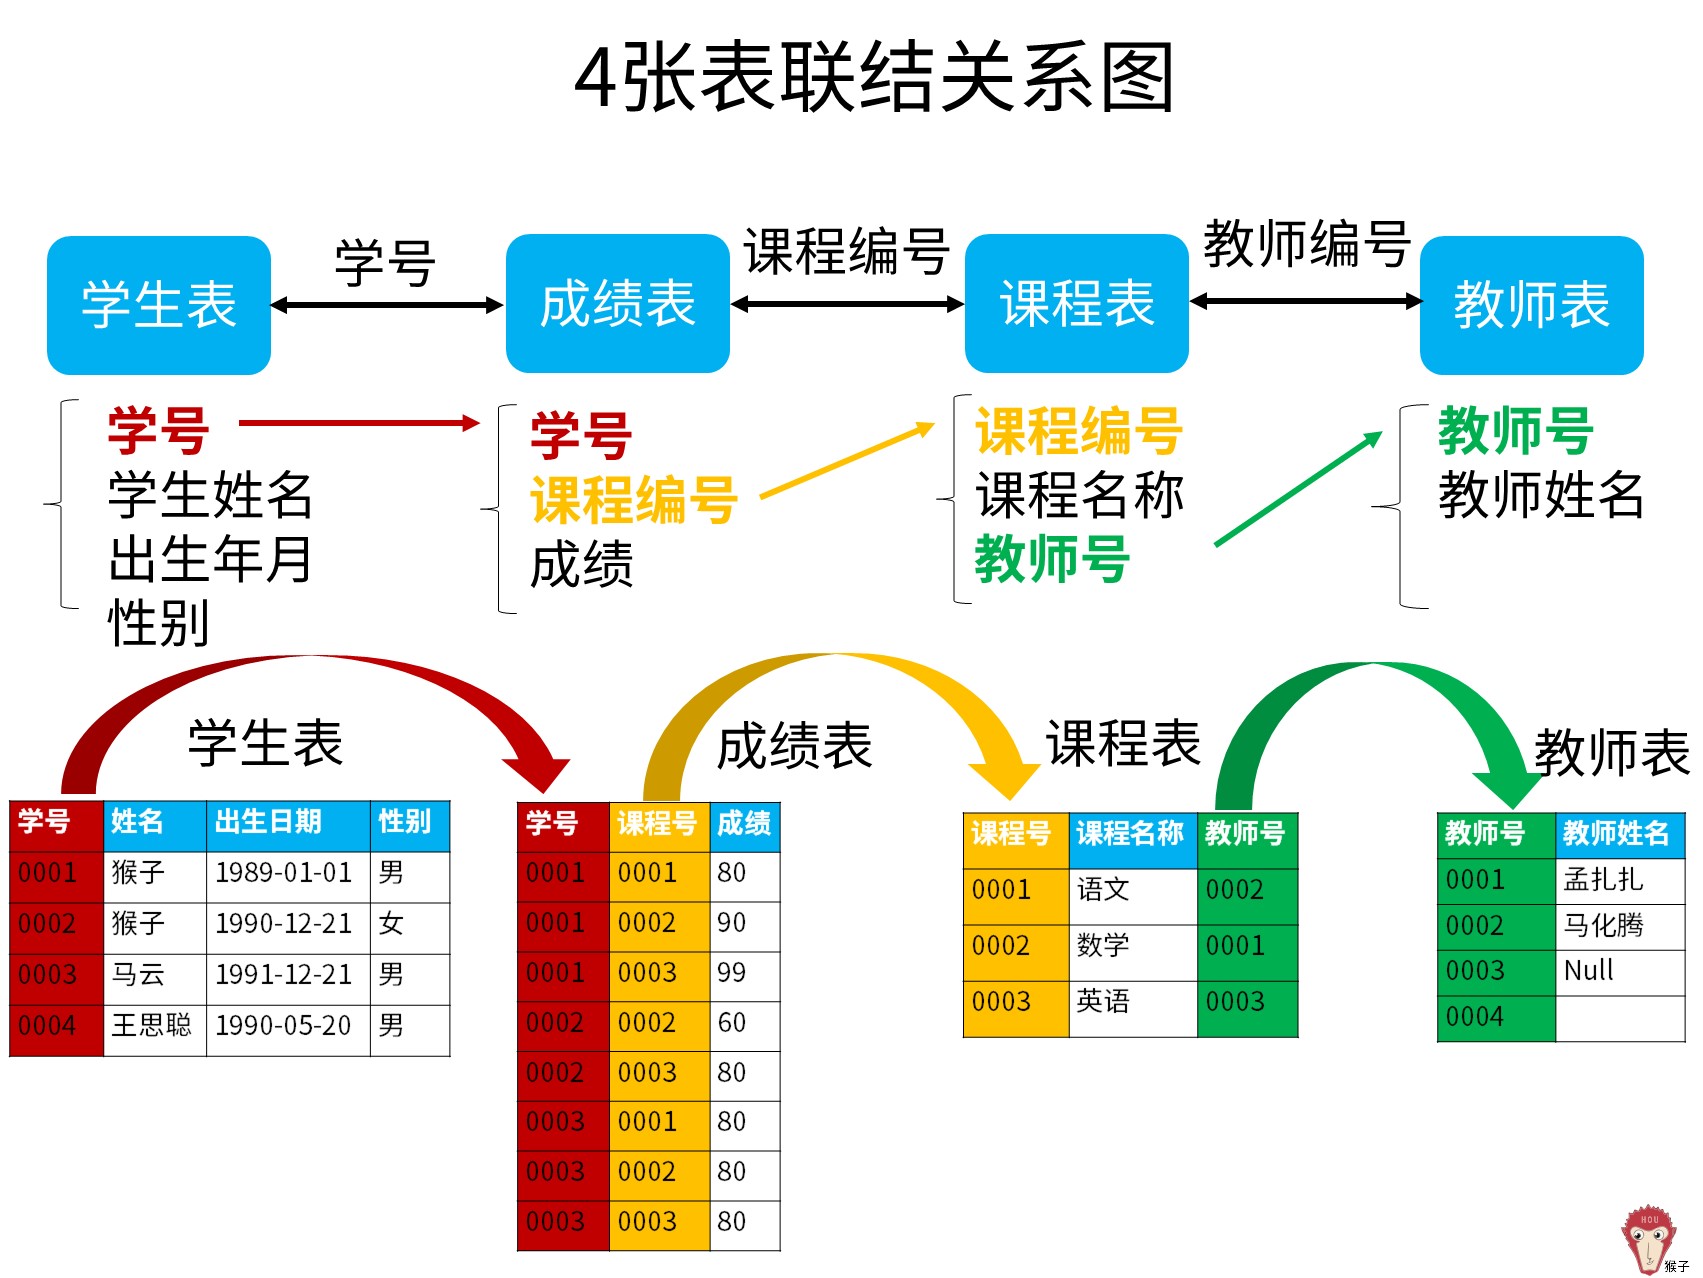 4张表联结关系图
学生表
学号
成绩表
课程编号
课程表
教师编号
教师表
学号
学生姓名
出生年月
性别
学号
课程编号
成绩
课程编号
课程名称
教师号
教师号
教师姓名
学生表
学号 姓名 出生日期 性别
0001 猴子 1989-01-01 男
0002 猴子 1990-12-21 女
0003 马云 1991-12-21 男
0004 王思聪 1990-05-20 男
成绩表
学号 课程号 成绩
0001 0001 80
0001 0002 90
0001 0003 99
0002 0002 60
0002 0003 80
0003 0001 80
0003 0002 80
0003 0003 80
课程表
课程号 课程名称 教师号
0001 语文 0002
0002 数学 0001
0003 英语 0003
教师表
教师号 教师姓名
0001 孟扎扎
0002 马化腾
0003 Null
0004
HOU
猴子